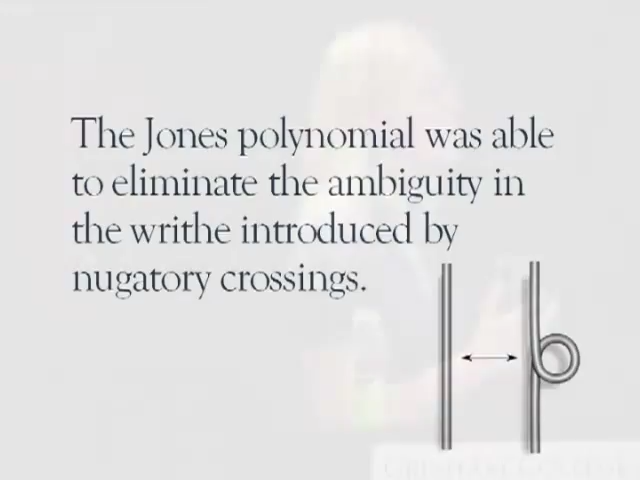 The Jones polynomial was able
to eliminate the ambiguity in
the writhe introduced by
nugatory crossings.